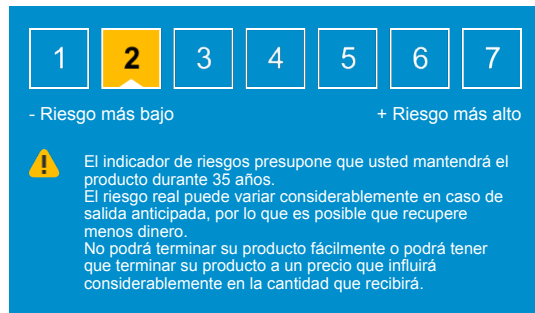 1 2 3 4 5 6 7
- Riesgo más bajo + Riesgo más alto
El indicador de riesgos presupone que usted mantendrá el
producto durante 35 años.
El riesgo real puede variar considerablemente en caso de
salida anticipada, por lo que es posible que recupere
menos dinero.
No podrá terminar su producto fácilmente o podrá tener
que terminar su producto a un precio que influirá
considerablemente en la cantidad que recibirá.